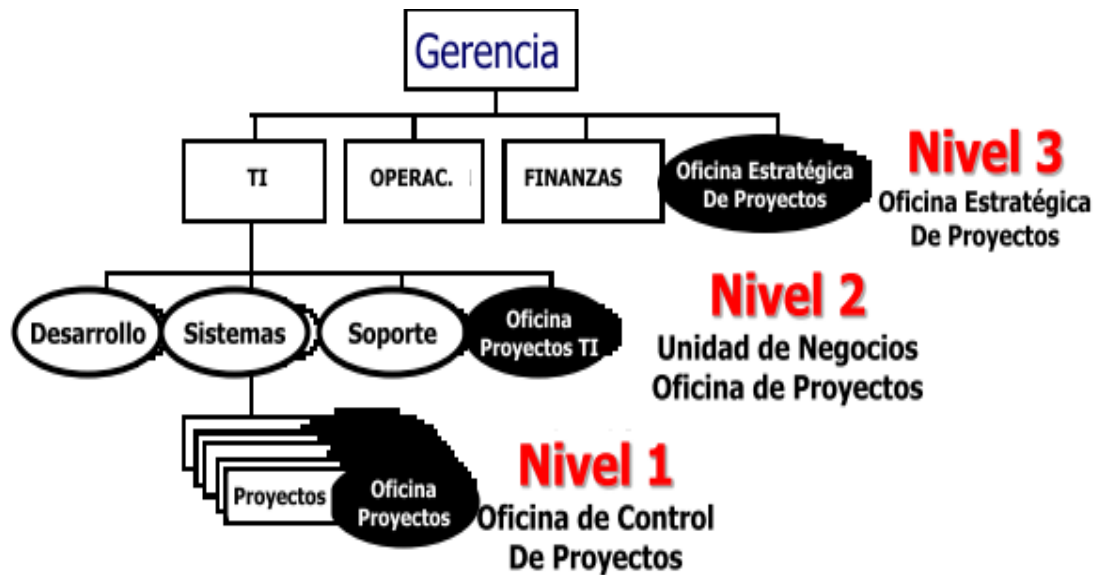 Gerencia
TI
OPERAC.
FINANZAS
Oficina Estratégica
De Proyectos
Nivel 3
Oficina Estratégica
De Proyectos
Desarrollo
Sistemas
Soporte
Oficina
Proyectos TI
Nivel 2
Unidad de Negocios
Oficina de Proyectos
Proyectos
Oficina
Proyectos
Nivel 1
Oficina de Control
De Proyectos